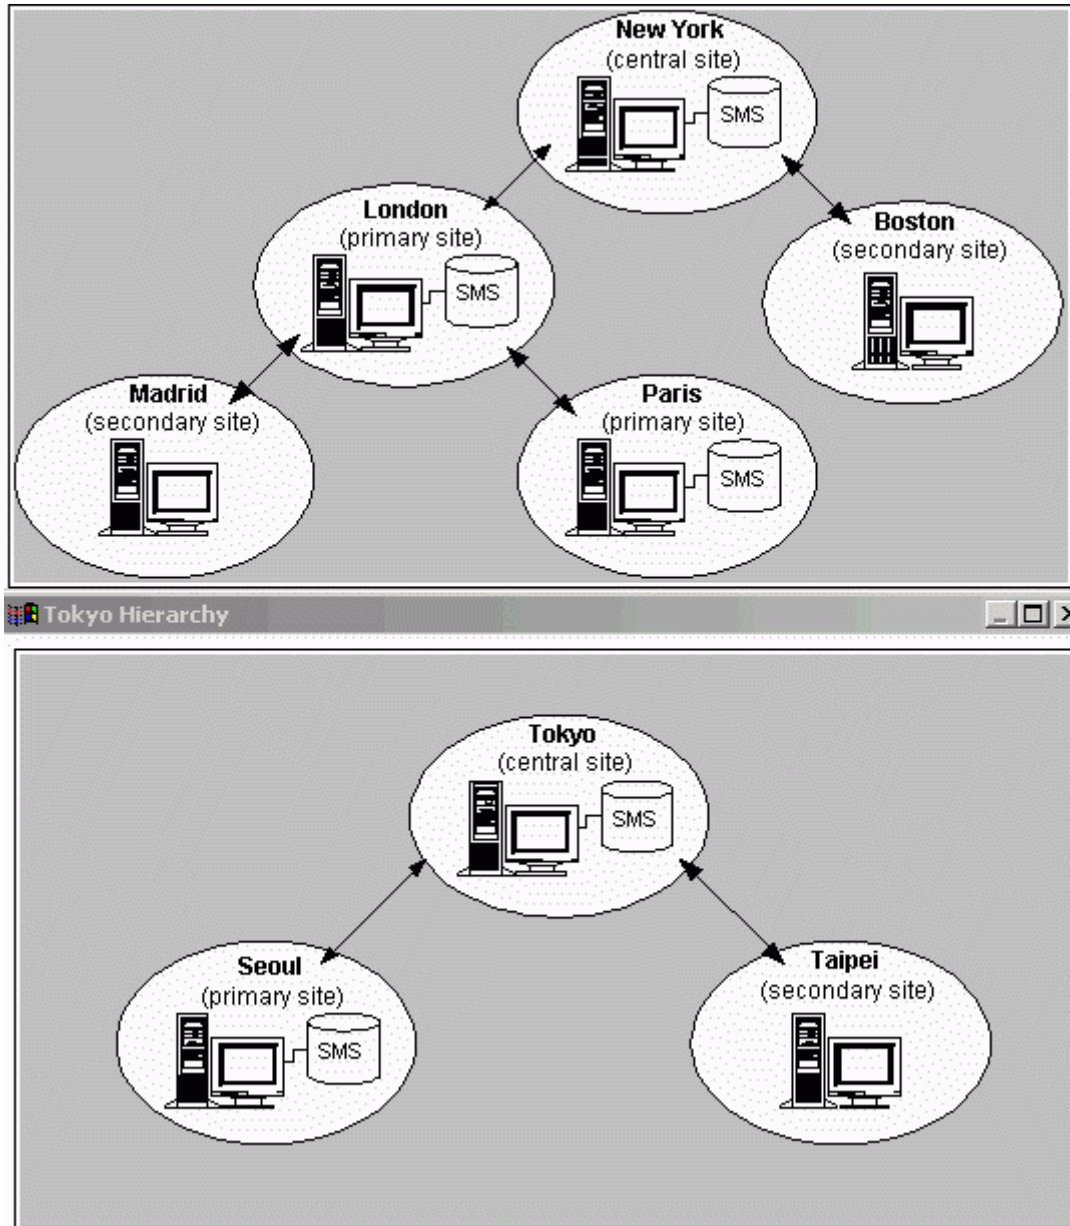 New York
(central site)
SMS
London
(primary site)
SMS
Boston
(secondary site)
Madrid
(secondary site)
Paris
(primary site)
SMS
Tokyo Hierarchy
Tokyo
(central site)
SMS
Seoul
(primary site)
SMS
Taipei
(secondary site)